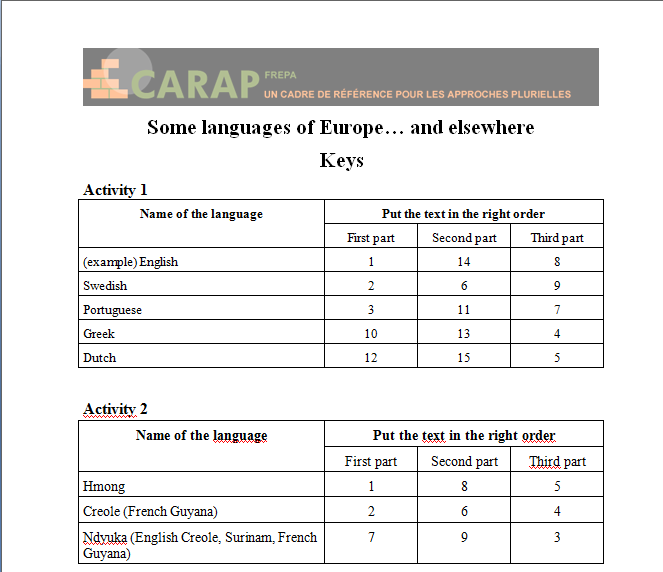 CARAP FREPA
UN CADRE DE RÉFÉRENCE POUR LES APPROCHES PLURIELLES
Some languages of Europe… and elsewhere
Keys
Activity 1
Name of the language Put the text in the right order
First part Second part Third part
(example) English 1 14 8
Swedish 2 6 9
Portuguese 3 11 7
Greek 10 13 4
Dutch 12 15 5
Activity 2
Name of the language Put the text in the right order
First part Second part Third part
Hmong 1 8 5
Creole (French Guyana) 2 6 4
Ndyuka (English Creole, Surinam, French 7 9 3
Guyana)